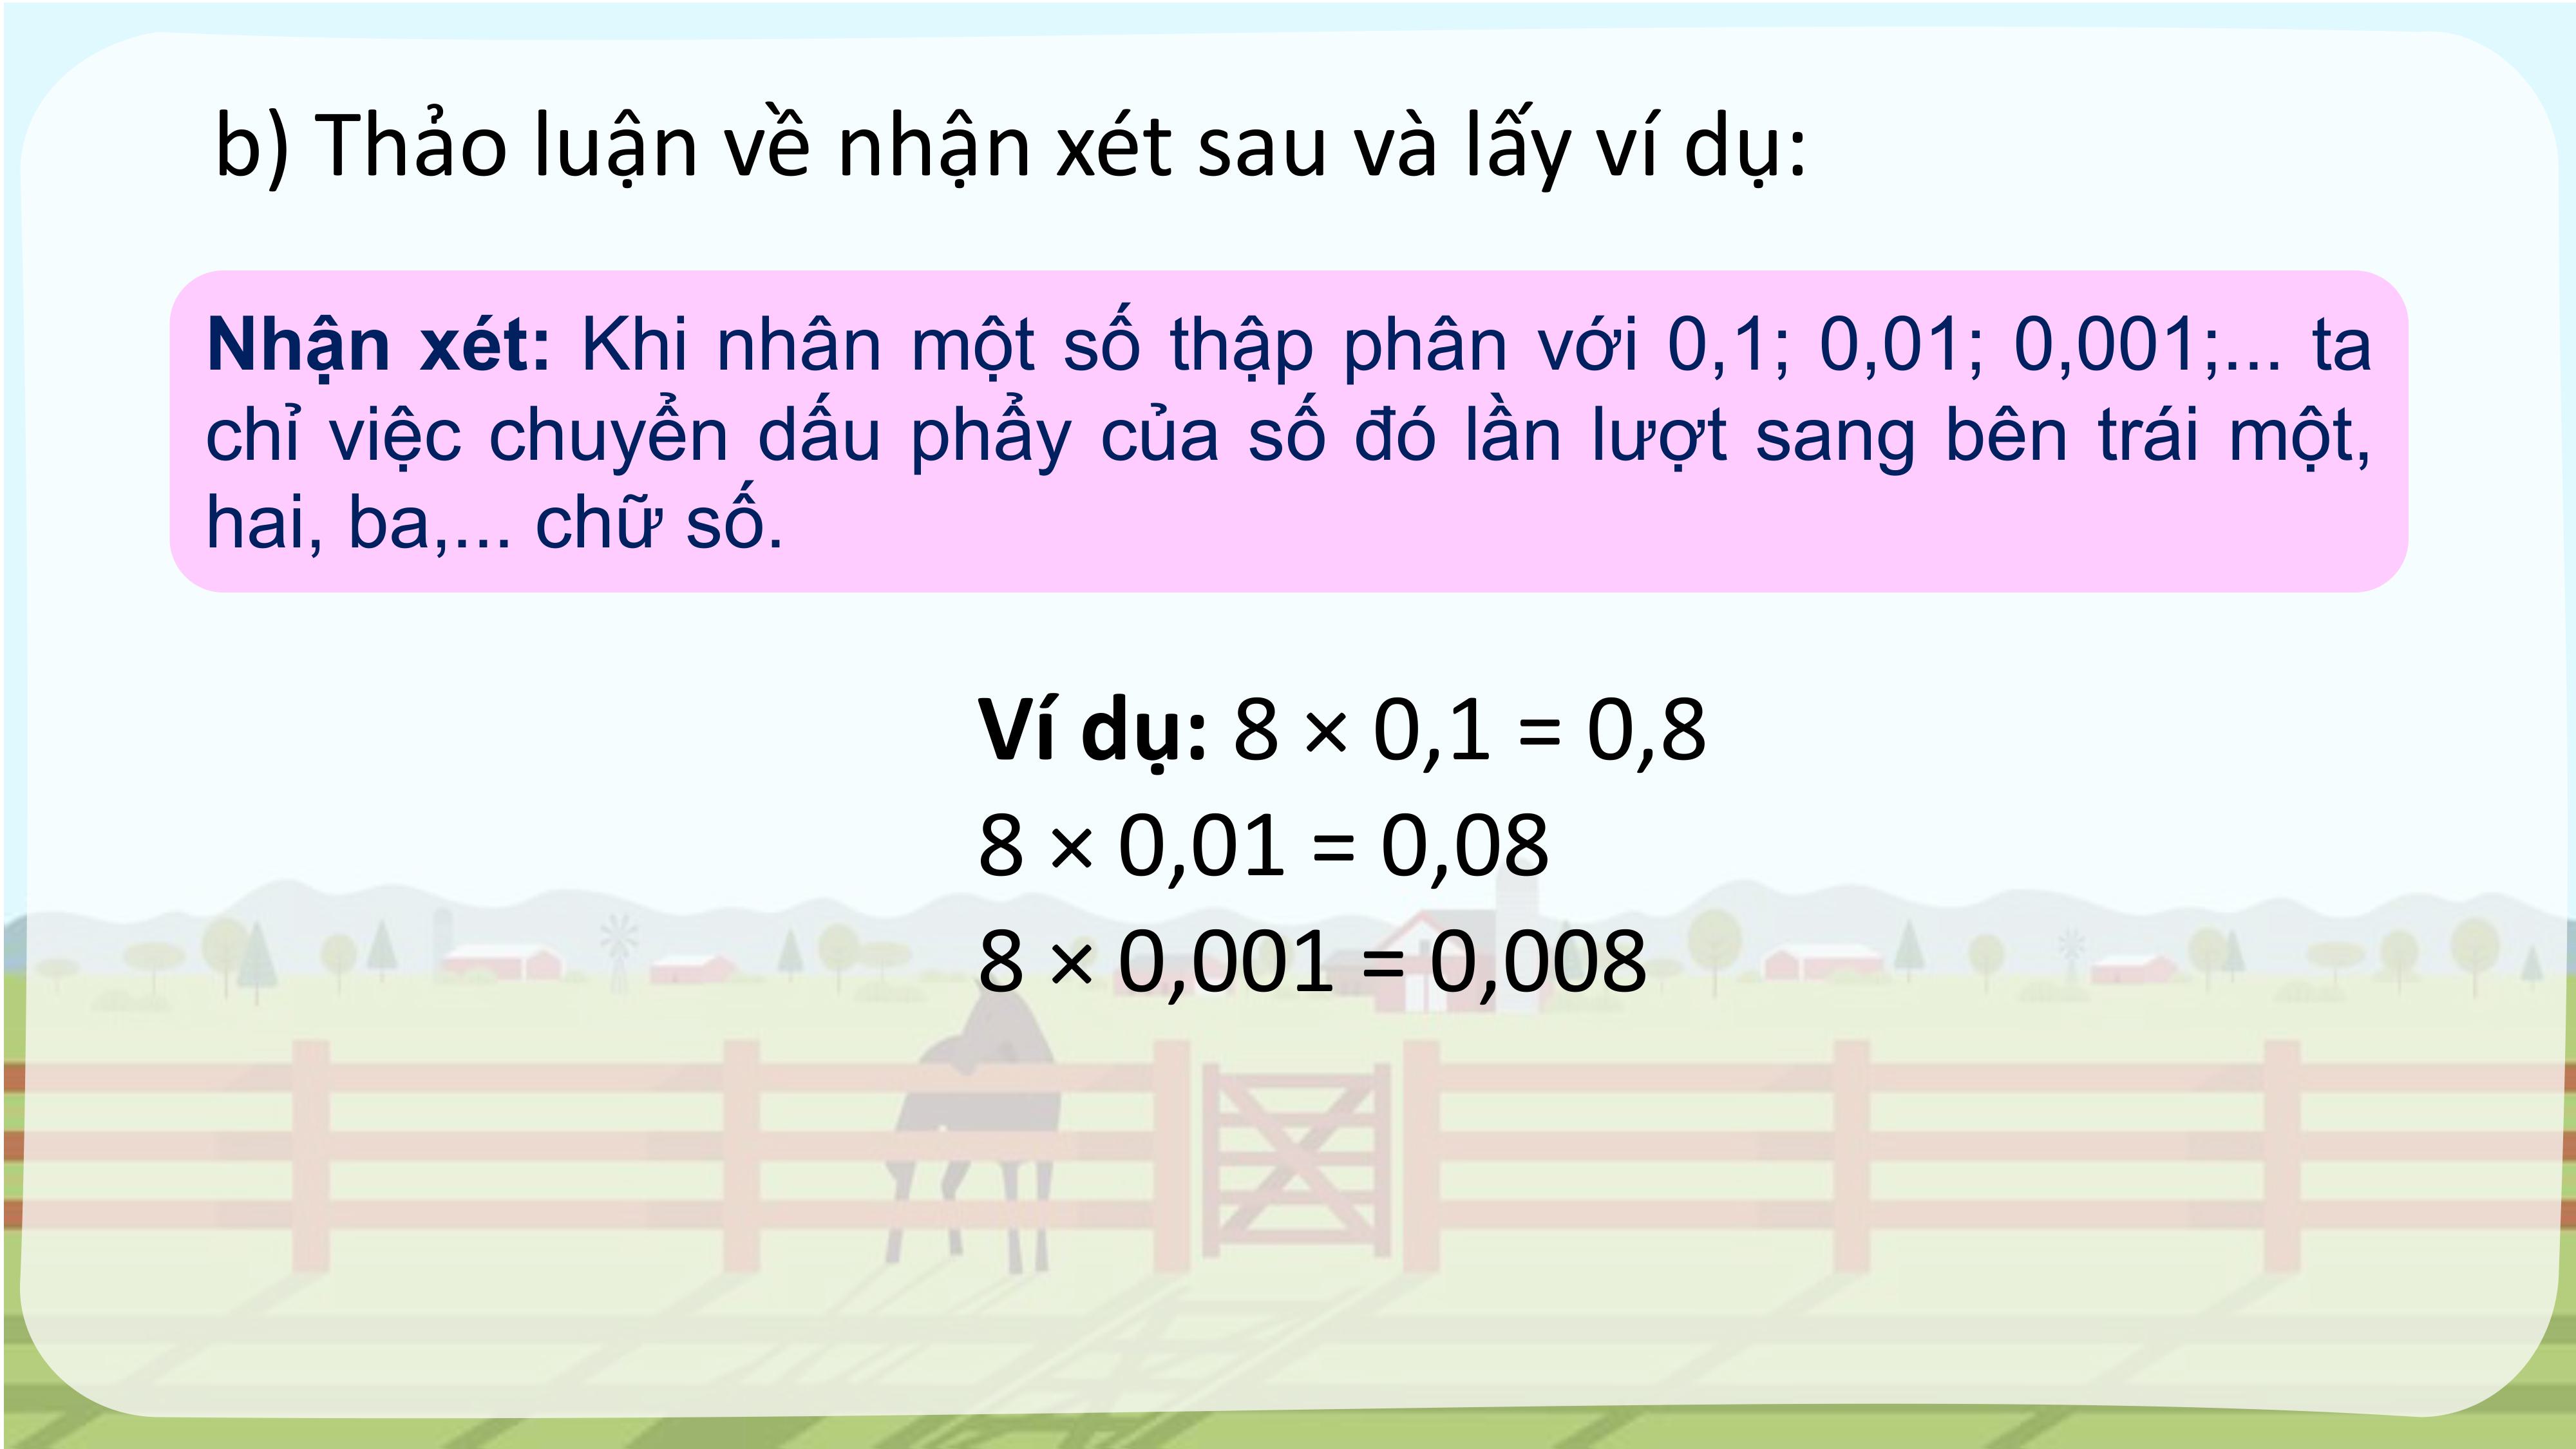 b) Thảo luận về nhận xét sau và lấy ví dụ:
Nhận xét: Khi nhân một số thập phân với 0,1; 0,01; 0,001;... ta
chỉ việc chuyển dấu phẩy của số đó lần lượt sang bên trái một,
hai, ba,... chữ số.
Ví dụ: 8 × 0,1 = 0,8
8 × 0,01 = 0,08
8 × 0,001 = 0,008